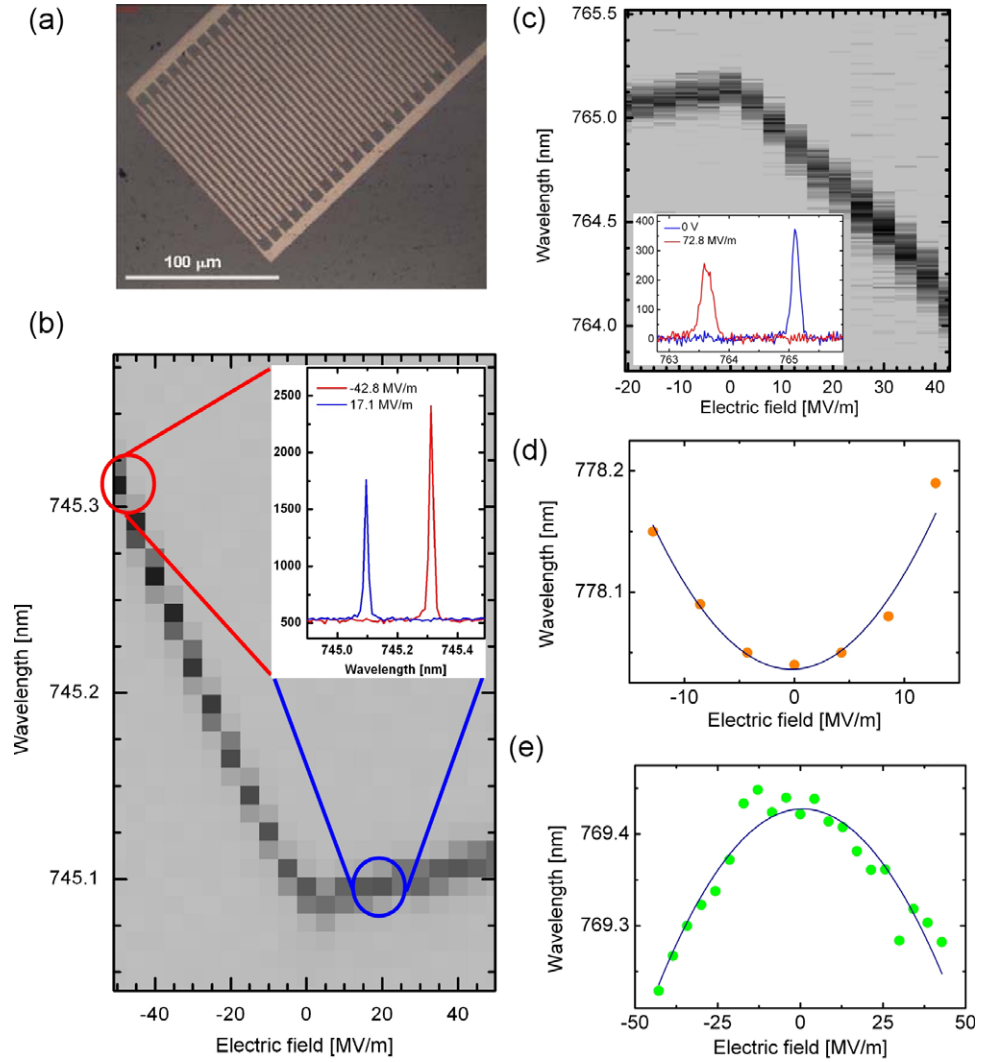 (a)
100 μm
(b)
Wavelength [nm]
745.3
745.2
745.1
-40 -20 0 20 40
Electric field [MV/m]
-42.8 MV/m
17.1 MV/m
2500
2000
1500
1000
500
745.0 745.2 745.4
Wavelength [nm]
(c)
Wavelength [nm]
765.5
765.0
764.5
764.0
-20 -10 0 10 20 30 40
Electric field [MV/m]
0 V
72.8 MV/m
400
300
200
100
0
763 764 765
(d)
Wavelength [nm]
778.2
778.1
-10 0 10
Electric field [MV/m]
(e)
Wavelength [nm]
769.4
769.3
-50 -25 0 25 50
Electric field [MV/m]